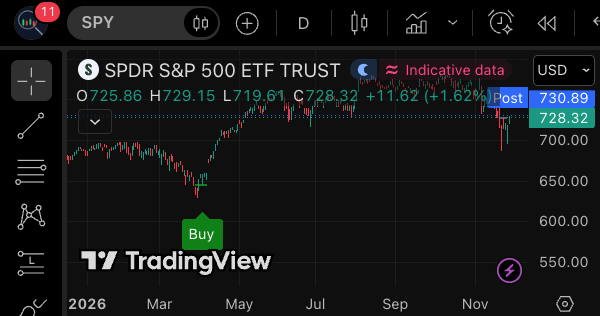 11
SPY
D
S SPDR S&P 500 ETF TRUST Indicative data USD
O725.86 H729.15 L719.61 C728.32 +11.62 (+1.62%) Post 730.89
728.32
700.00
650.00
600.00
550.00
Buy
TradingView
2026 Mar May Jul Sep Nov